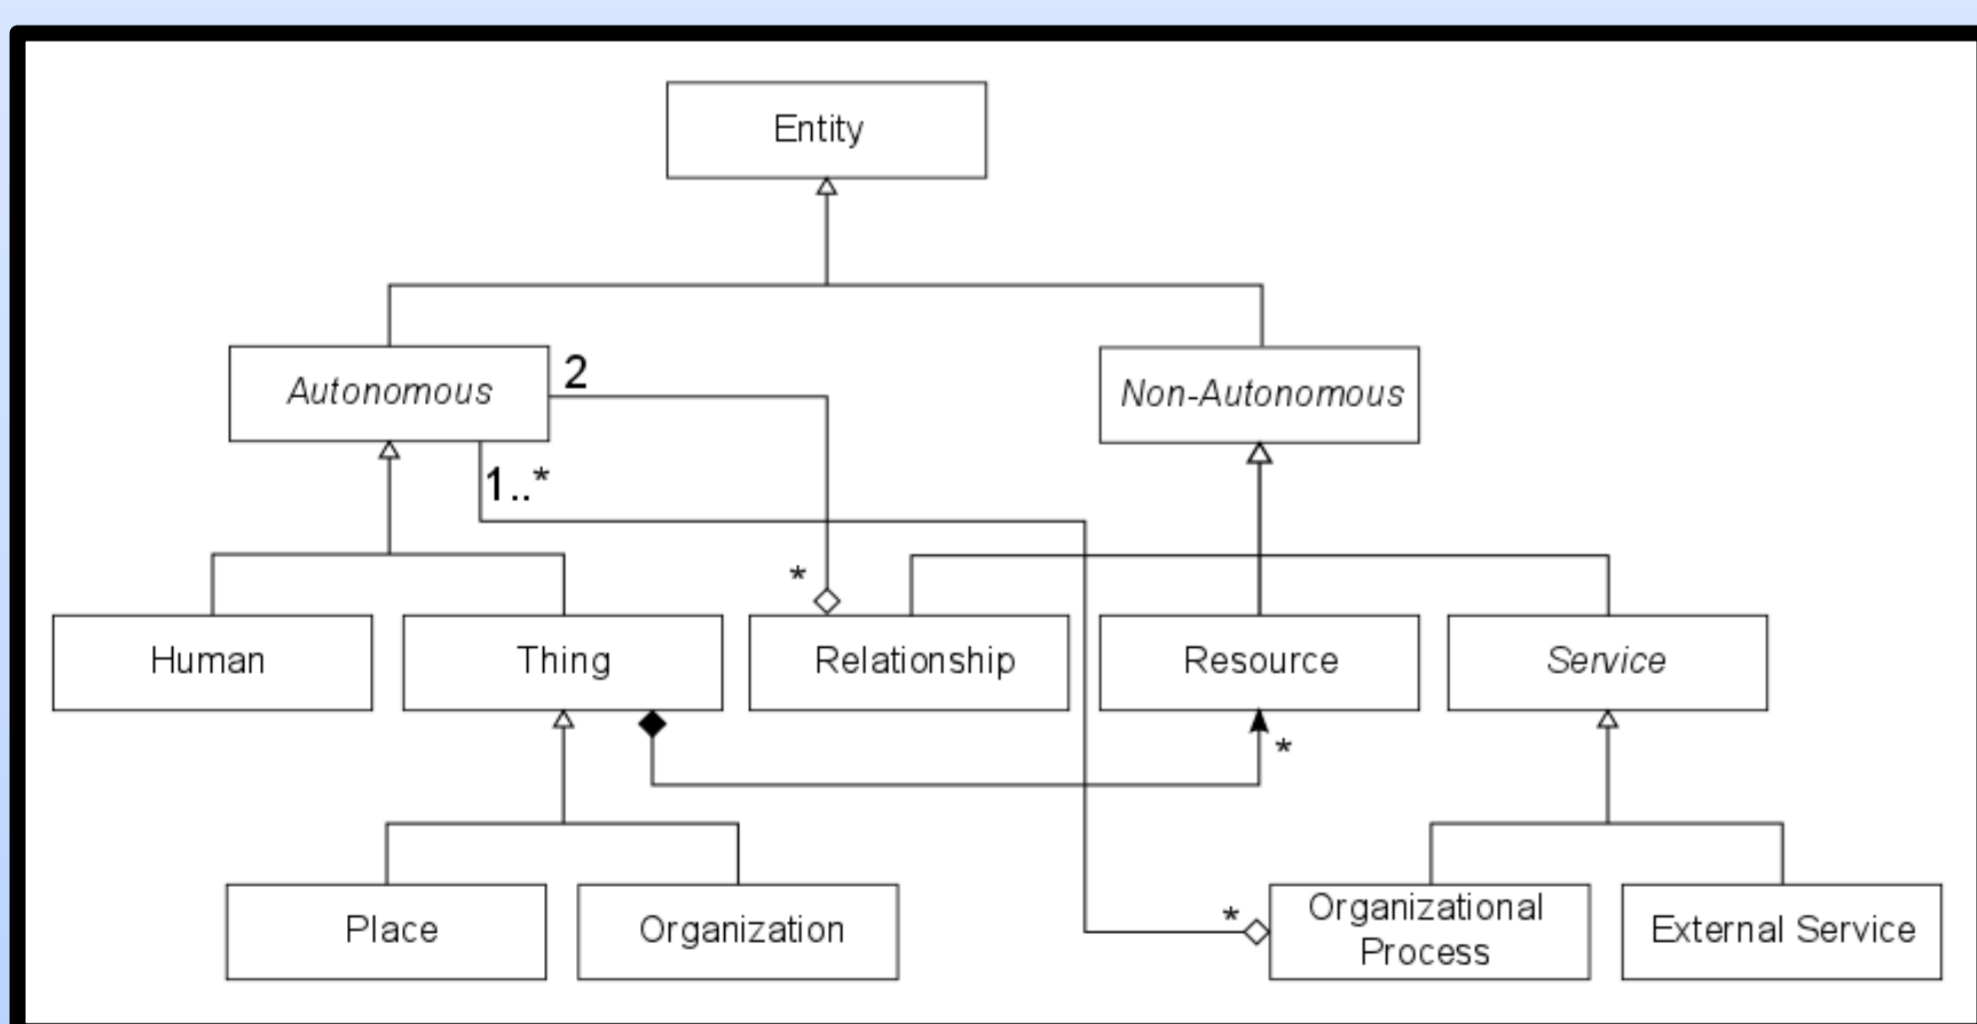 Entity
Autonomous
2
Non-Autonomous
1..*
*
Human
Thing
Relationship
Resource
Service
*
Place
Organization
*
Organizational
Process
External Service